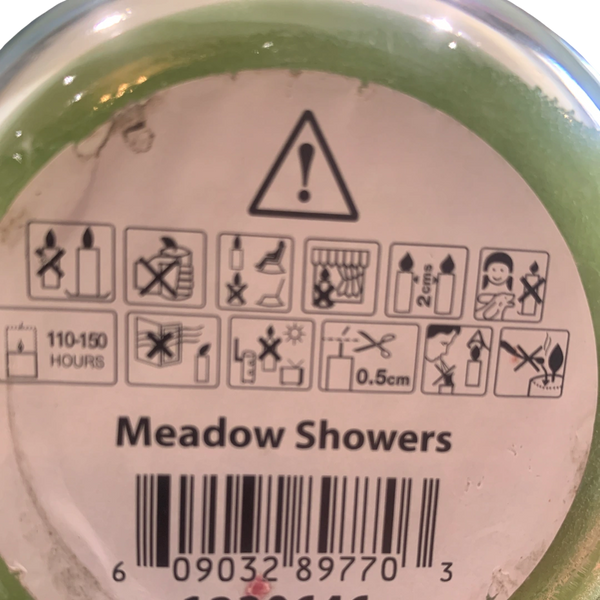 2cms
110-150
HOURS
0.5cm
Meadow Showers
6 09032 89770 3